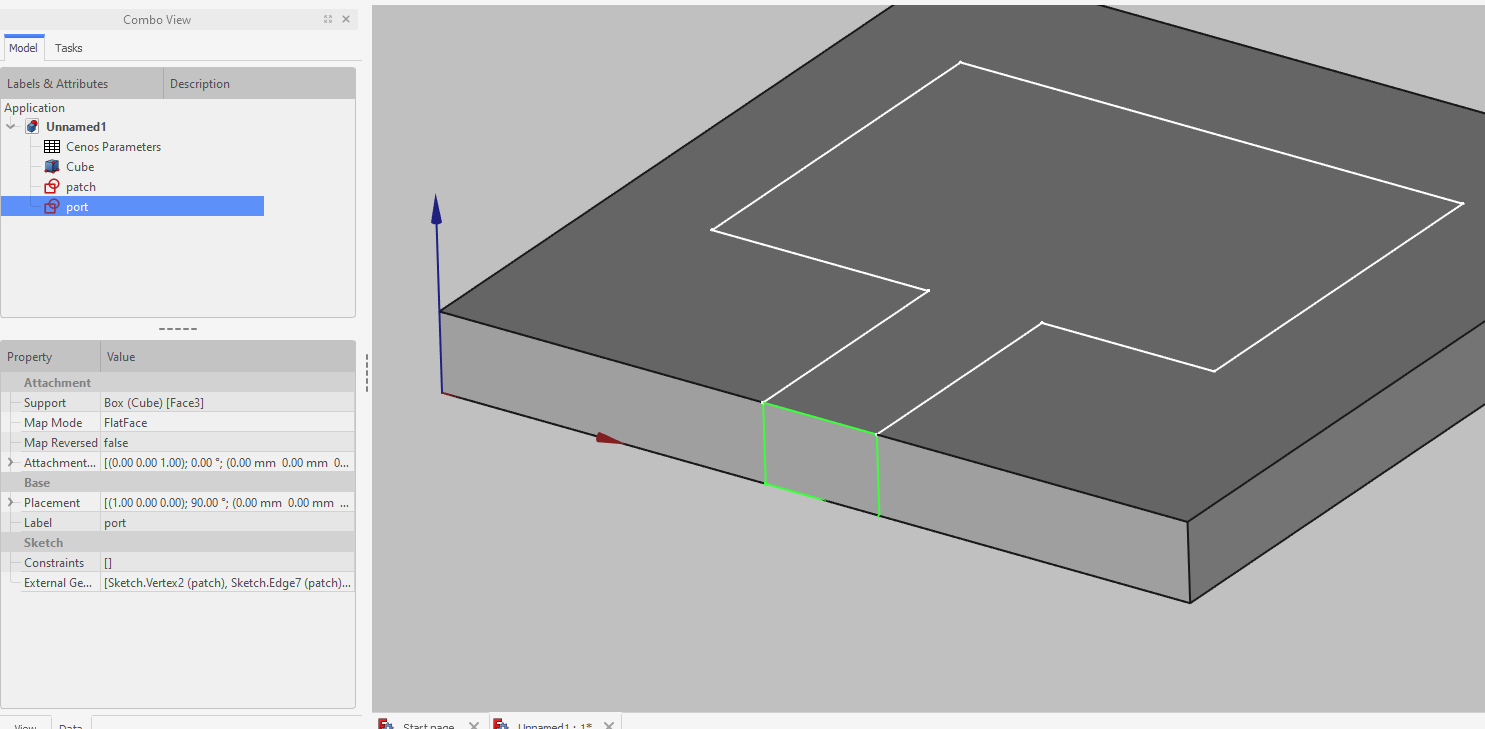 Combo View
Model Tasks
Labels & Attributes Description
Application
Unnamed1
Cenos Parameters
Cube
patch
port
Property Value
Attachment
Support Box (Cube) [Face3]
Map Mode FlatFace
Map Reversed false
Attachment... [(0.00 0.00 1.00); 0.00 °; (0.00 mm 0.00 mm 0...
Base
Placement [(1.00 0.00 0.00); 90.00 °; (0.00 mm 0.00 mm ...
Label port
Sketch
Constraints []
External Ge... [Sketch.Vertex2 (patch), Sketch.Edge7 (patch)...
View Data Start page Unnamed1 : 1*